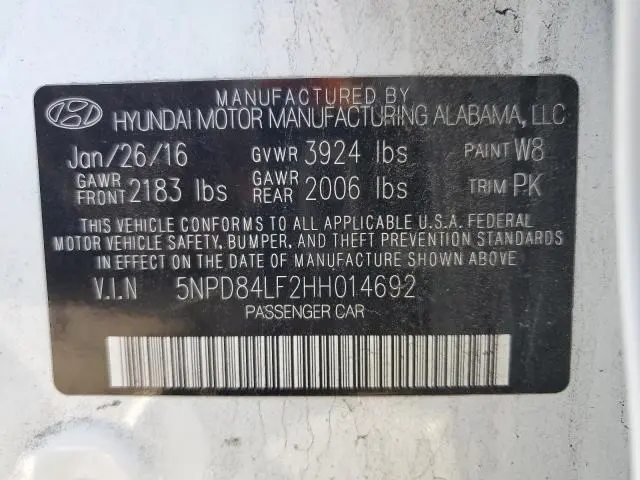 MANUFACTURED BY
HYUNDAI MOTOR MANUFACTURING ALABAMA, LLC
Jan/26/16 GVWR 3924 lbs PAINT W8
GAWR FRONT 2183 lbs GAWR REAR 2006 lbs TRIM PK
THIS VEHICLE CONFORMS TO ALL APPLICABLE U.S.A. FEDERAL
MOTOR VEHICLE SAFETY, BUMPER, AND THEFT PREVENTION STANDARDS
IN EFFECT ON THE DATE OF MANUFACTURE SHOWN ABOVE.
V.I.N 5NPD84LF2HH014692
PASSENGER CAR